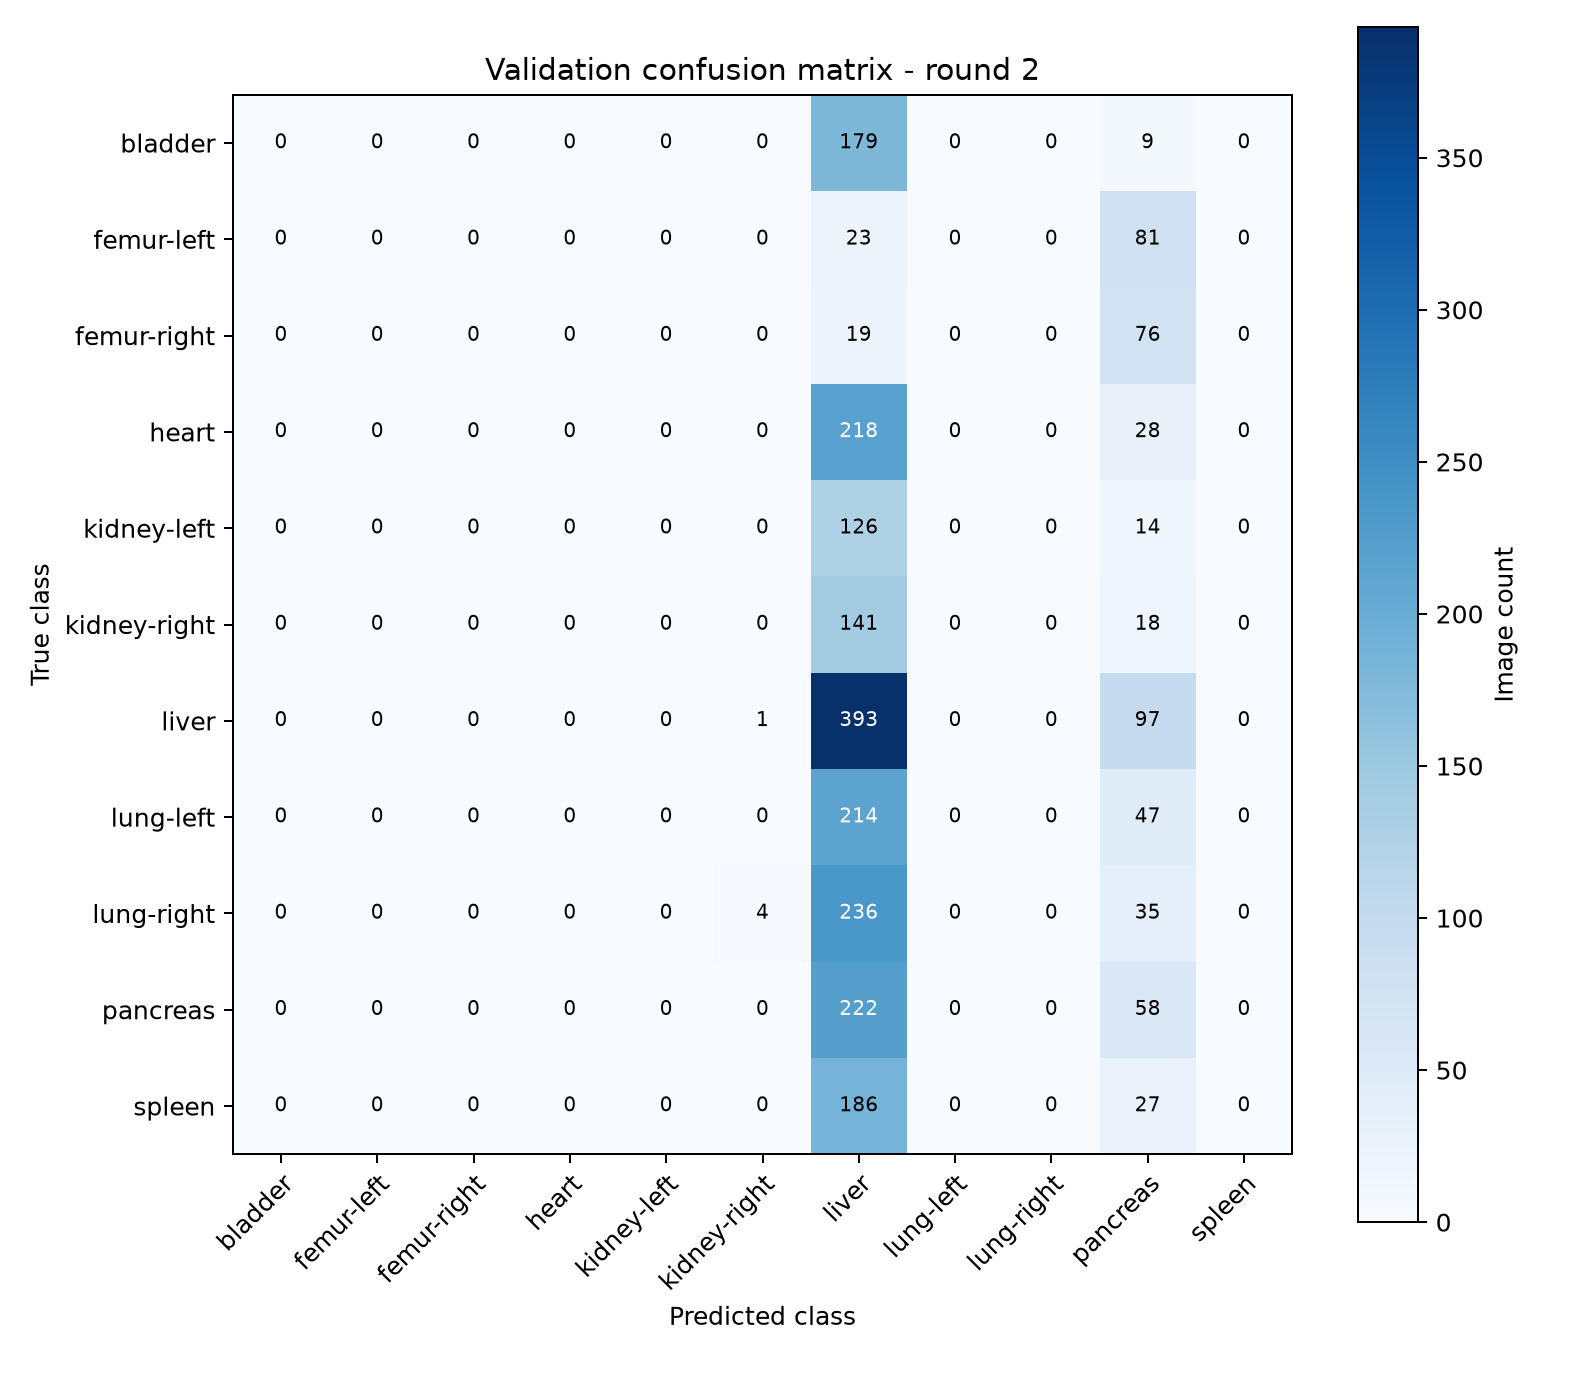 Validation confusion matrix - round 2
bladder 0 0 0 0 0 0 179 0 0 9 0
femur-left 0 0 0 0 0 0 23 0 0 81 0
femur-right 0 0 0 0 0 0 19 0 0 76 0
heart 0 0 0 0 0 0 218 0 0 28 0
kidney-left 0 0 0 0 0 0 126 0 0 14 0
kidney-right 0 0 0 0 0 0 141 0 0 18 0
liver 0 0 0 0 0 1 393 0 0 97 0
lung-left 0 0 0 0 0 0 214 0 0 47 0
lung-right 0 0 0 0 0 4 236 0 0 35 0
pancreas 0 0 0 0 0 0 222 0 0 58 0
spleen 0 0 0 0 0 0 186 0 0 27 0
True class
bladder femur-left femur-right heart kidney-left kidney-right liver lung-left lung-right pancreas spleen
Predicted class
350
300
250
200
150
100
50
0
Image count